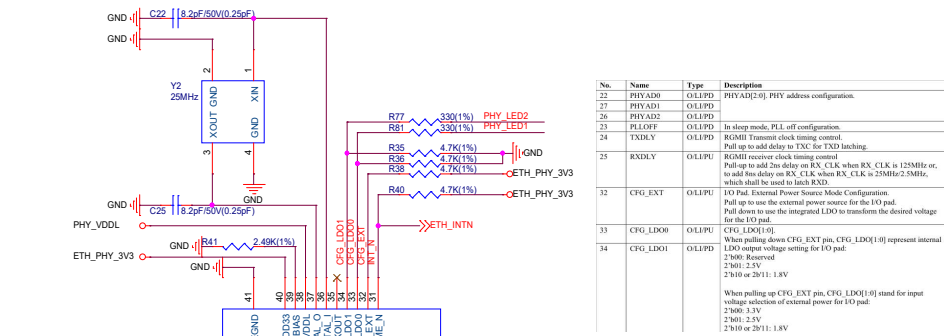 GND
C22
8.2pF/50V(0.25pF)
GND
2
1
Y2
25MHz
GND
XIN
XOUT
GND
3
4
GND
GND
C25
8.2pF/50V(0.25pF)
PHY_VDDL
GND
R41
2.49K(1%)
ETH_PHY_3V3
GND
R77
330(1%)
PHY_LED2
R81
330(1%)
PHY_LED1
R35
4.7K(1%)
GND
R36
4.7K(1%)
R38
4.7K(1%)
ETH_PHY_3V3
R40
4.7K(1%)
ETH_PHY_3V3
ETH_INTN
CFG_LDO1
CFG_LDO0
CFG_EXT
INT_N
41
40
39
38
37
36
35
34
33
32
31
No. Name Type Description
22 PHYAD0 O/LI/PD PHYAD[2:0]. PHY address configuration.
27 PHYAD1 O/LI/PD
26 PHYAD2 O/LI/PD
23 PLLOFF O/LI/PD In sleep mode, PLL off configuration.
24 TXDLY O/LI/PD RGMII Transmit clock timing control.
Pull up to add delay to TXC for TXD latching.
25 RXDLY O/LI/PU RGMII receiver clock timing control
Pull-up to add 2ns delay on RX_CLK when RX_CLK is 125MHz or,
to add 8ns delay on RX_CLK when RX_CLK is 25MHz/2.5MHz,
which shall be used to latch RXD.
32 CFG_EXT O/LI/PU I/O Pad. External Power Source Mode Configuration.
Pull up to use the external power source for the I/O pad.
Pull down to use the integrated LDO to transform the desired voltage
for the I/O pad.
33 CFG_LDO0 O/LI/PU CFG_LDO[1:0].
When pulling down CFG_EXT pin, CFG_LDO[1:0] represent internal
34 CFG_LDO1 O/LI/PD LDO output voltage setting for I/O pad:
2'b00: Reserved
2'b01: 2.5V
2'b10 or 2b'11: 1.8V
When pulling up CFG_EXT pin, CFG_LDO[1:0] stand for input
voltage selection of external power for I/O pad:
2'b00: 3.3V
2'b01: 2.5V
2'b10 or 2b'11: 1.8V